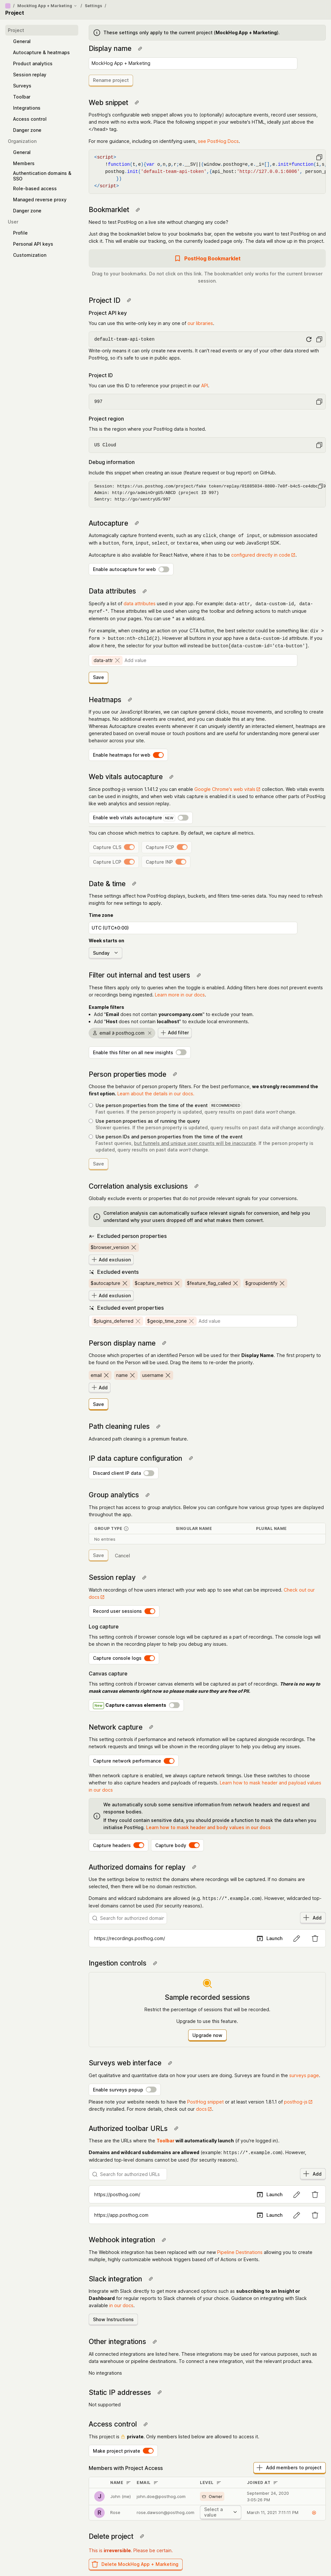 MockHog App + Marketing / Settings /
Project
Project
General
Autocapture & heatmaps
Product analytics
Session replay
Surveys
Toolbar
Integrations
Access control
Danger zone
Organization
General
Members
Authentication domains &
SSO
Role-based access
Managed reverse proxy
Danger zone
User
Profile
Personal API keys
Customization
These settings only apply to the current project (MockHog App + Marketing).
Display name
MockHog App + Marketing
Rename project
Web snippet
PostHog's configurable web snippet allows you to (optionally) autocapture events, record user sessions,
and more with no extra work. Place the following snippet in your website's HTML, ideally just above the
</head> tag.
For more guidance, including on identifying users, see PostHog Docs.
<script>
</script>
Bookmarklet
Need to test PostHog on a live site without changing any code?
Just drag the bookmarklet below to your bookmarks bar, open the website you want to test PostHog on and
click it. This will enable our tracking, on the currently loaded page only. The data will show up in this project.
PostHog Bookmarklet
Drag to your bookmarks. Do not click on this link. The bookmarklet only works for the current browser
session
Project ID
Project API key
You can use this write-only key in any one of our libraries.
default-team-api-token
Write-only means it can only create new events. It can't read events or any of your other data stored with
PostHog, so it's safe to use in public apps.
Project ID
You can use this ID to reference your project in our API.
997
Project region
This is the region where your PostHog data is hosted.
US Cloud
Debug information
Include this snippet when creating an issue (feature request or bug report) on GitHub.
Admin: http://go/adminOrgUS/ABCD (project ID 997)
Sentry: http://go/sentryUS/997
Autocapture
Automagically capture frontend events, such as any click, change of input, or submission associated
with a button, form, input, select, or textarea, when using our web JavaScript SDK.
Autocapture is also available for React Native, where it has to be configured directly in code.
Enable autocapture for web
Data attributes
Specify a list of data attributes used in your app. For example: data-attr, data-custom-id, data-
myref-*. These attributes will be used when using the toolbar and defining actions to match unique
elements on your pages. You can use * as a wildcard.
For example, when creating an action on your CTA button, the best selector could be something like: div >
form > button:nth-child(2). However all buttons in your app have a data-custom-id attribute. If you
whitelist it here, the selector for your button will instead be button[data-custom-id='cta-button'].
data-attr Add value
Save
Heatmaps
If you use our JavaScript libraries, we can capture general clicks, mouse movements, and scrolling to create
heatmaps. No additional events are created, and you can disable this at any time.
Whereas Autocapture creates events whenever it can uniquely identify an interacted element, heatmaps are
generated based on overall mouse or touch positions and are useful for understanding more general user
behavior across your site.
Enable heatmaps for web
Web vitals autocapture
Since posthog-js version 1.141.2 you can enable Google Chrome's web vitals collection. Web vitals events
can be used in insights, and when web vitals capture is enabled it is used to enhance other parts of PostHog
like web analytics and session replay.
Enable web vitals autocapture NEW
You can choose which metrics to capture. By default, we capture all metrics.
Capture CLS Capture FCP
Capture LCP Capture INP
Date & time
These settings affect how PostHog displays, buckets, and filters time-series data. You may need to refresh
insights for new settings to apply.
Time zone
UTC (UTC±0:00)
Week starts on
Sunday
Filter out internal and test users
These filters apply only to queries when the toggle is enabled. Adding filters here does not prevent events
or recordings being ingested. Learn more in our docs.
Example filters
• Add "Email does not contain yourcompany.com" to exclude your team.
• Add "Host does not contain localhost" to exclude local environments.
email ∌ posthog.com Add filter
Enable this filter on all new insights
Person properties mode
Choose the behavior of person property filters. For the best performance, we strongly recommend the
first option. Learn about the details in our docs.
Use person properties from the time of the event RECOMMENDED
Fast queries. If the person property is updated, query results on past data won't change.
Use person properties as of running the query
Slower queries. If the person property is updated, query results on past data will change accordingly.
Use person IDs and person properties from the time of the event
Fastest queries, but funnels and unique user counts will be inaccurate. If the person property is
updated, query results on past data won't change.
Save
Correlation analysis exclusions
Globally exclude events or properties that do not provide relevant signals for your conversions.
Correlation analysis can automatically surface relevant signals for conversion, and help you
understand why your users dropped off and what makes them convert.
Excluded person properties
$browser_version
Add exclusion
Excluded events
$autocapture $capture_metrics $feature_flag_called $groupidentify
Add exclusion
Excluded event properties
$plugins_deferred $geoip_time_zone Add value
Person display name
Choose which properties of an identified Person will be used for their Display Name. The first property to
be found on the Person will be used. Drag the items to re-order the priority.
email name username
Add
Save
Path cleaning rules
Advanced path cleaning is a premium feature.
IP data capture configuration
Discard client IP data
Group analytics
This project has access to group analytics. Below you can configure how various group types are displayed
throughout the app.
GROUP TYPE SINGULAR NAME PLURAL NAME
No entries
Save Cancel
Session replay
Watch recordings of how users interact with your web app to see what can be improved. Check out our
docs
Record user sessions
Log capture
This setting controls if browser console logs will be captured as a part of recordings. The console logs will
be shown in the recording player to help you debug any issues.
Capture console logs
Canvas capture
This setting controls if browser canvas elements will be captured as part of recordings. There is no way to
mask canvas elements right now so please make sure they are free of PII.
New Capture canvas elements
Network capture
This setting controls if performance and network information will be captured alongside recordings. The
network requests and timings will be shown in the recording player to help you debug any issues.
Capture network performance
When network capture is enabled, we always capture network timings. Use these switches to choose
whether to also capture headers and payloads of requests. Learn how to mask header and payload values
in our docs
We automatically scrub some sensitive information from network headers and request and
response bodies.
If they could contain sensitive data, you should provide a function to mask the data when you
initialise PostHog. Learn how to mask header and body values in our docs
Capture headers Capture body
Authorized domains for replay
Use the settings below to restrict the domains where recordings will be captured. If no domains are
selected, then there will be no domain restriction.
Domains and wildcard subdomains are allowed (e.g. https://*.example.com). However, wildcarded top-
level domains cannot be used (for security reasons).
Search for authorized domain Add
https://recordings.posthog.com/ Launch
Ingestion controls
Sample recorded sessions
Restrict the percentage of sessions that will be recorded.
Upgrade to use this feature.
Upgrade now
Surveys web interface
Get qualitative and quantitative data on how your users are doing. Surveys are found in the surveys page.
Enable surveys popup
Please note your website needs to have the PostHog snippet or at least version 1.81.1 of posthog-js
directly installed. For more details, check out our docs.
Authorized toolbar URLs
These are the URLs where the Toolbar will automatically launch (if you're logged in).
Domains and wildcard subdomains are allowed (example: https://*.example.com). However,
wildcarded top-level domains cannot be used (for security reasons).
Search for authorized URLs Add
https://posthog.com/ Launch
https://app.posthog.com Launch
Webhook integration
The Webhook integration has been replaced with our new Pipeline Destinations allowing you to create
multiple, highly customizable webhook triggers based off of Actions or Events.
Slack integration
Integrate with Slack directly to get more advanced options such as subscribing to an Insight or
Dashboard for regular reports to Slack channels of your choice. Guidance on integrating with Slack
available in our docs.
Show Instructions
Other integrations
All connected integrations are listed here. These integrations may be used for various purposes, such as
data warehouse or pipeline destinations. To connect a new integration, visit the relevant product area.
No integrations
Static IP addresses
Not supported
Access control
This project is private. Only members listed below are allowed to access it.
Make project private
Members with Project Access Add members to project
NAME EMAIL LEVEL JOINED AT
J John (me) john.doe@posthog.com Owner September 24, 2020
R Rose rose.dawson@posthog.com Select a value March 11, 2021 7:11:11 PM
Delete project
This is irreversible. Please be certain.
Delete MockHog App + Marketing